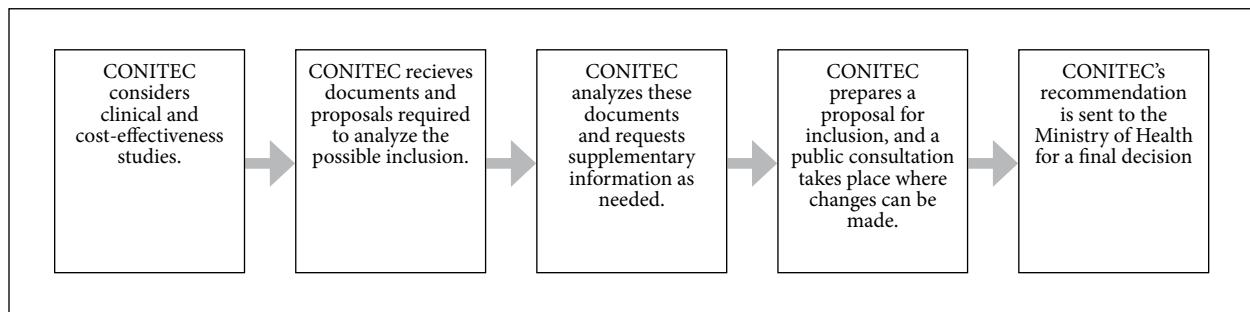 CONITEC
considers
clinical and
cost-effectiveness
studies.
CONITEC recieves
documents and
proposals required
to analyze the
possible inclusion.
CONITEC
analyzes these
documents
and requests
supplementary
information as
needed.
CONITEC
prepares a
proposal for
inclusion, and a
public consultation
takes place where
changes can be
made.
CONITEC’s
recommendation
is sent to the
Ministry of Health
for a final decision